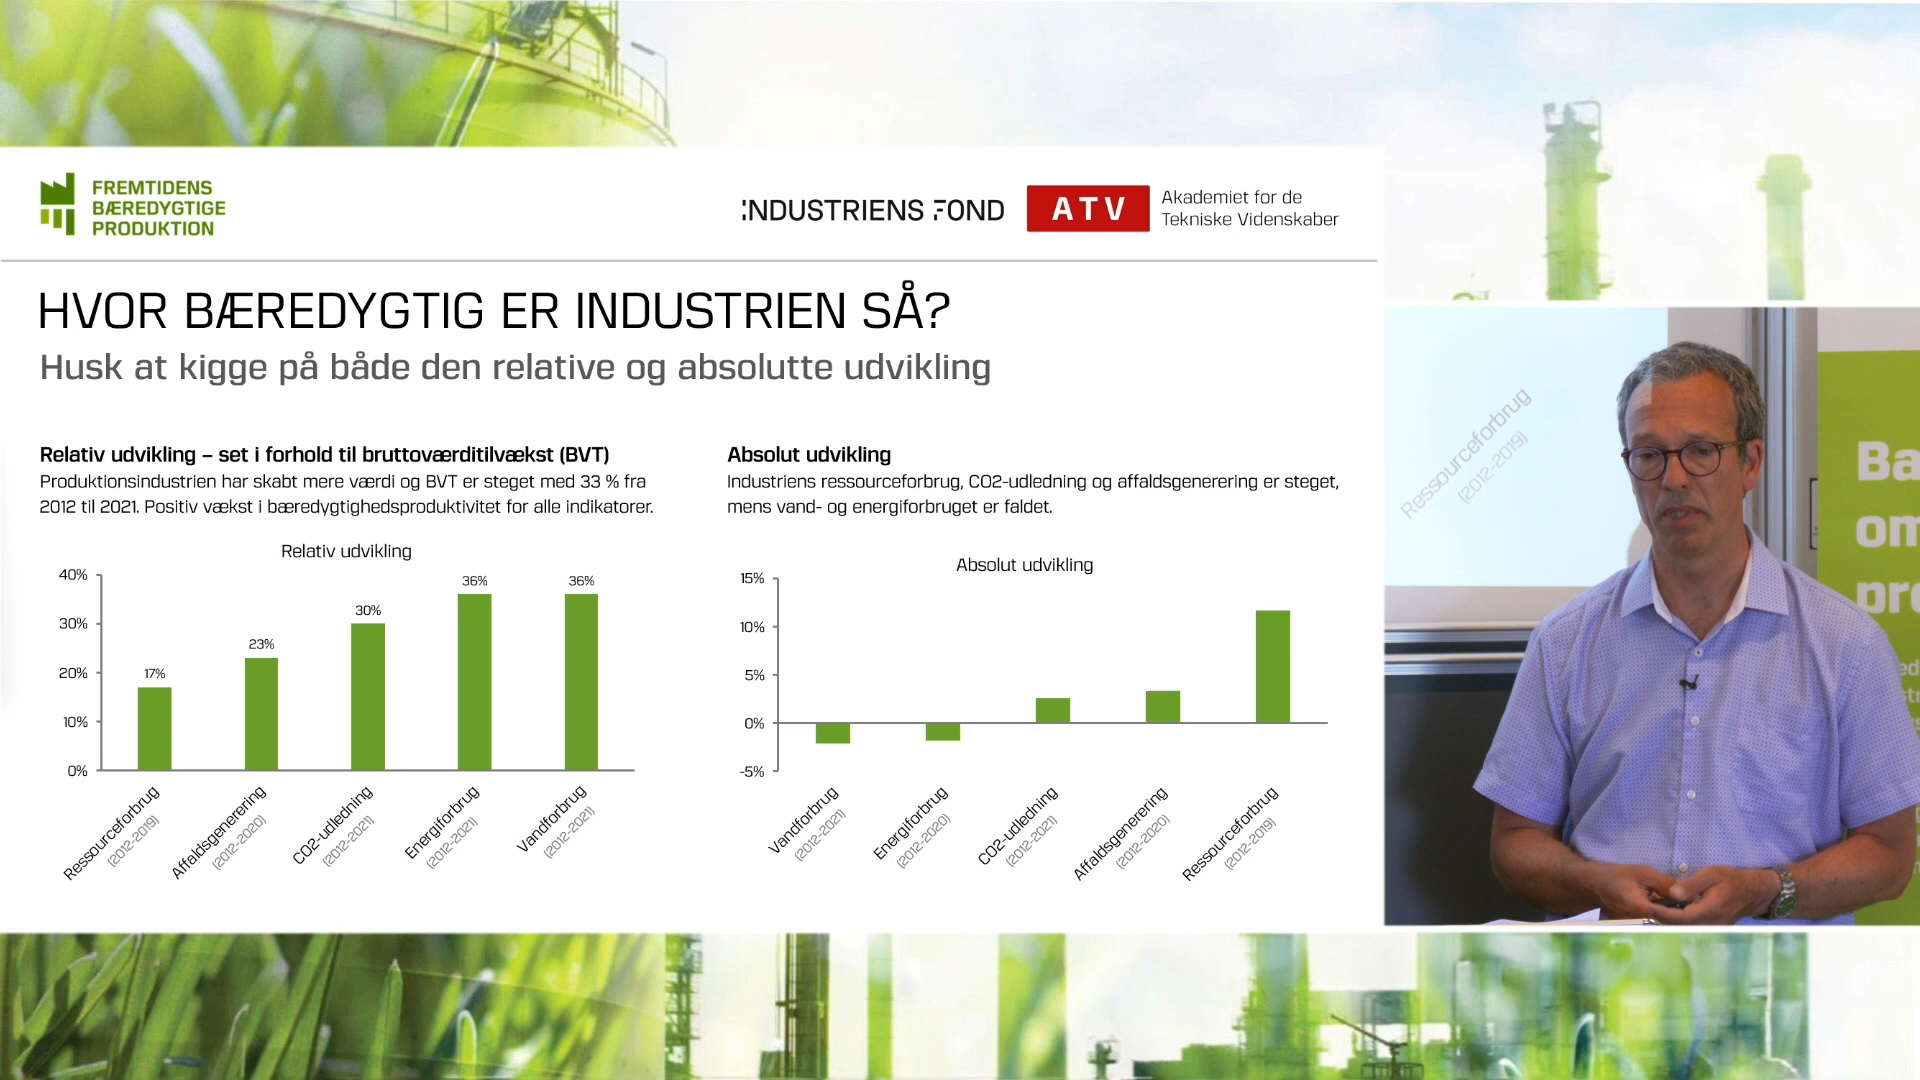 FREMTIDENS
BÆREDYGTIGE
PRODUKTION
INDUSTRIENS FOND
ATV
Akademiet for de
Tekniske Videnskaber
HVOR BÆREDYGTIG ER INDUSTRIEN SÅ?
Husk at kigge på både den relative og absolutte udvikling
Relativ udvikling – set i forhold til bruttoværditilvækst (BVT)
Produktionsindustrien har skabt mere værdi og BVT er steget med 33 % fra
2012 til 2021. Positiv vækst i bæredygtighedsproduktivitet for alle indikatorer.
Relativ udvikling
40%
30%
20%
10%
0%
17%
23%
30%
36%
36%
Ressourceforbrug
(2012-2019)
Affaldsgenerering
(2012-2020)
CO2-udledning
(2012-2021)
Energiforbrug
(2012-2021)
Vandforbrug
(2012-2021)
Absolut udvikling
Industriens ressourceforbrug, CO2-udledning og affaldsgenerering er steget,
mens vand- og energiforbruget er faldet.
Absolut udvikling
15%
10%
5%
0%
-5%
Vandforbrug
(2012-2021)
Energiforbrug
(2012-2020)
CO2-udledning
(2012-2021)
Affaldsgenerering
(2012-2020)
Ressourceforbrug
(2012-2019)
Ressourceforbrug
(2012-2019)
Ba
om
pro